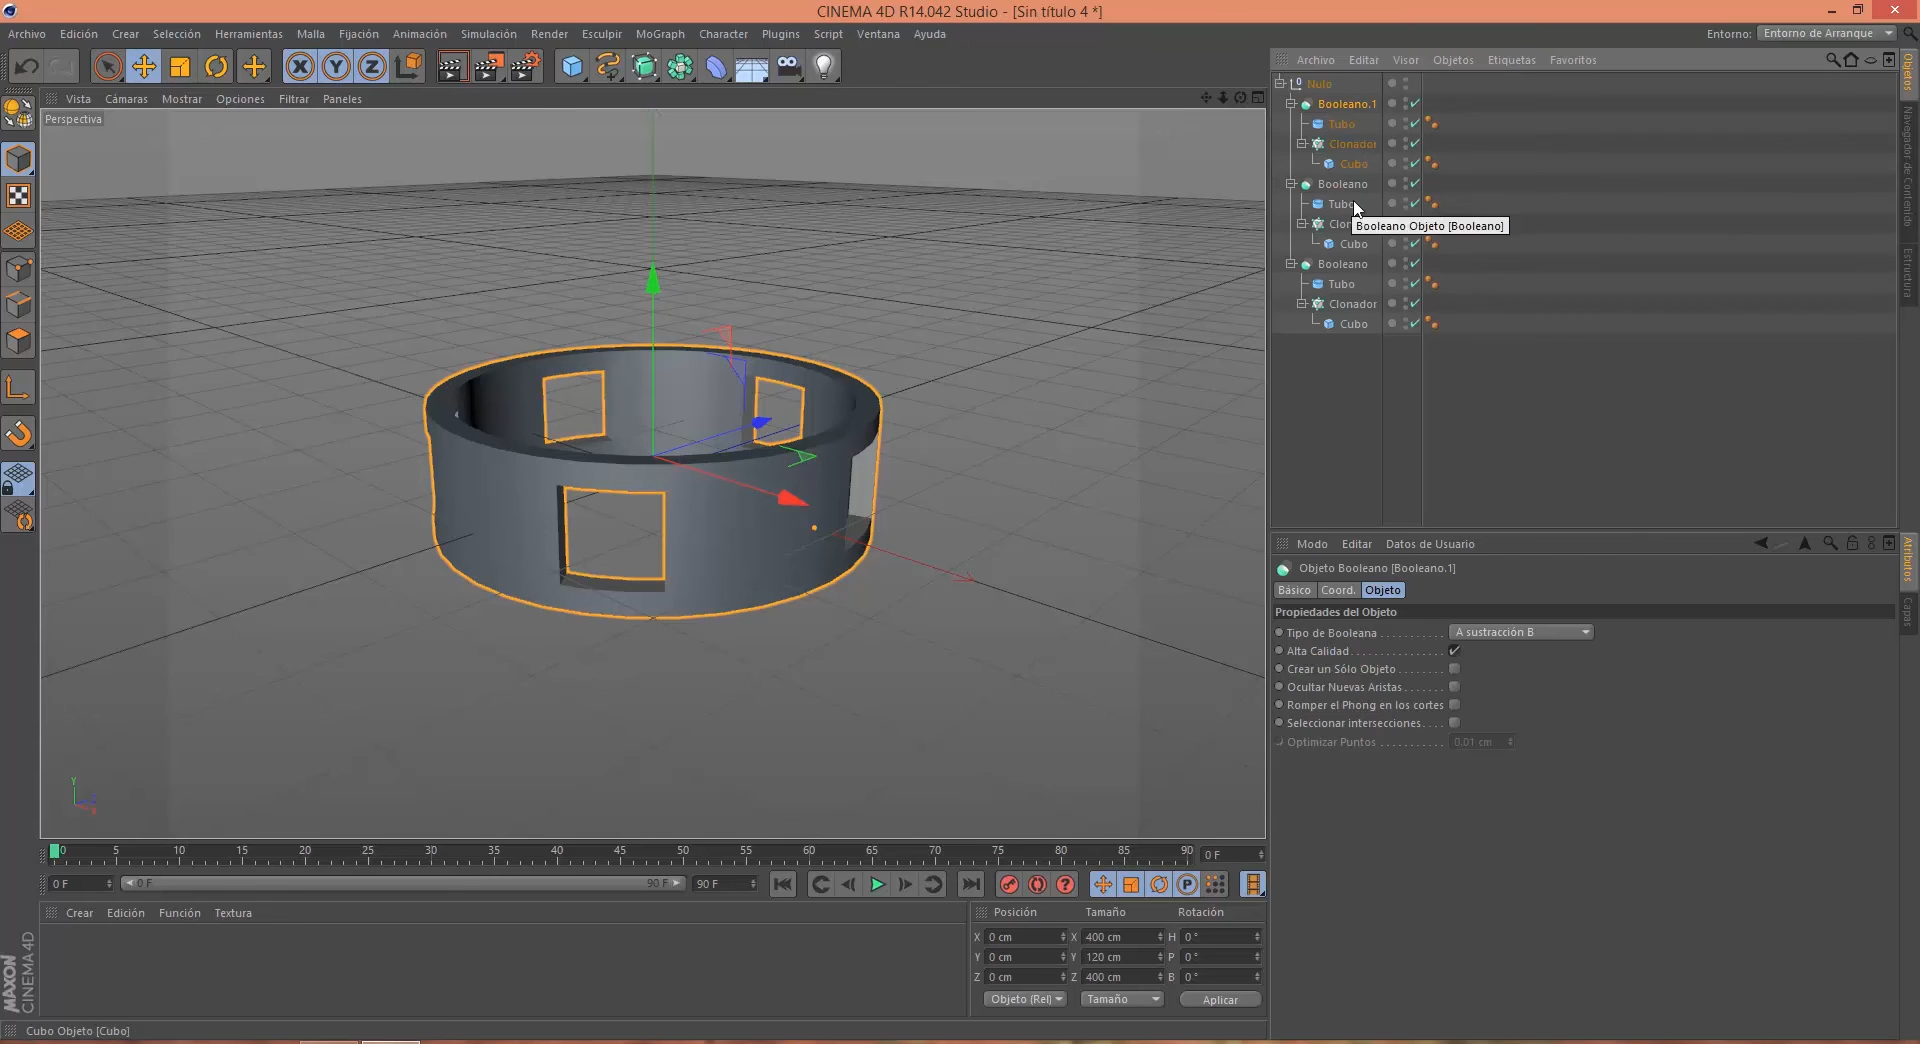 CINEMA 4D R14.042 Studio - [Sin título 4 *]
Archivo Edición Crear Selección Herramientas Malla Fijación Animación Simulación Render Esculpir MoGraph Character Plugins Script Ventana Ayuda
Entorno: Entorno de Arranque
Archivo Editar Visor Objetos Etiquetas Favoritos
Vista Cámaras Mostrar Opciones Filtrar Paneles
Perspectiva
Nulo
Booleano.1
Tubo
Clonador
Cubo
Booleano
Tubo
Clon
Booleano Objeto [Booleano]
Cubo
Booleano
Tubo
Clonador
Cubo
Objetos
Navegador de Contenido
Estructura
Modo Editar Datos de Usuario
Objeto Booleano [Booleano.1]
Básico Coord. Objeto
Propiedades del Objeto
Tipo de Booleana . . . . . . . . . . . A sustracción B
Alta Calidad . . . . . . . . . . . . . . . .
Crear un Sólo Objeto . . . . . . . .
Ocultar Nuevas Aristas . . . . . . .
Romper el Phong en los cortes
Seleccionar intersecciones . . . .
Optimizar Puntos . . . . . . . . . . . 0.01 cm
Atributos
Capas
Y
0 5 10 15 20 25 30 35 40 45 50 55 60 65 70 75 80 85 90 0 F
0 F 0 F 90 F 90 F
Crear Edición Función Textura
Posición Tamaño Rotación
X 0 cm X 400 cm H 0 °
Y 0 cm Y 120 cm P 0 °
Z 0 cm Z 400 cm B 0 °
Objeto (Rel) Tamaño Aplicar
MAXON
CINEMA 4D
Cubo Objeto [Cubo]